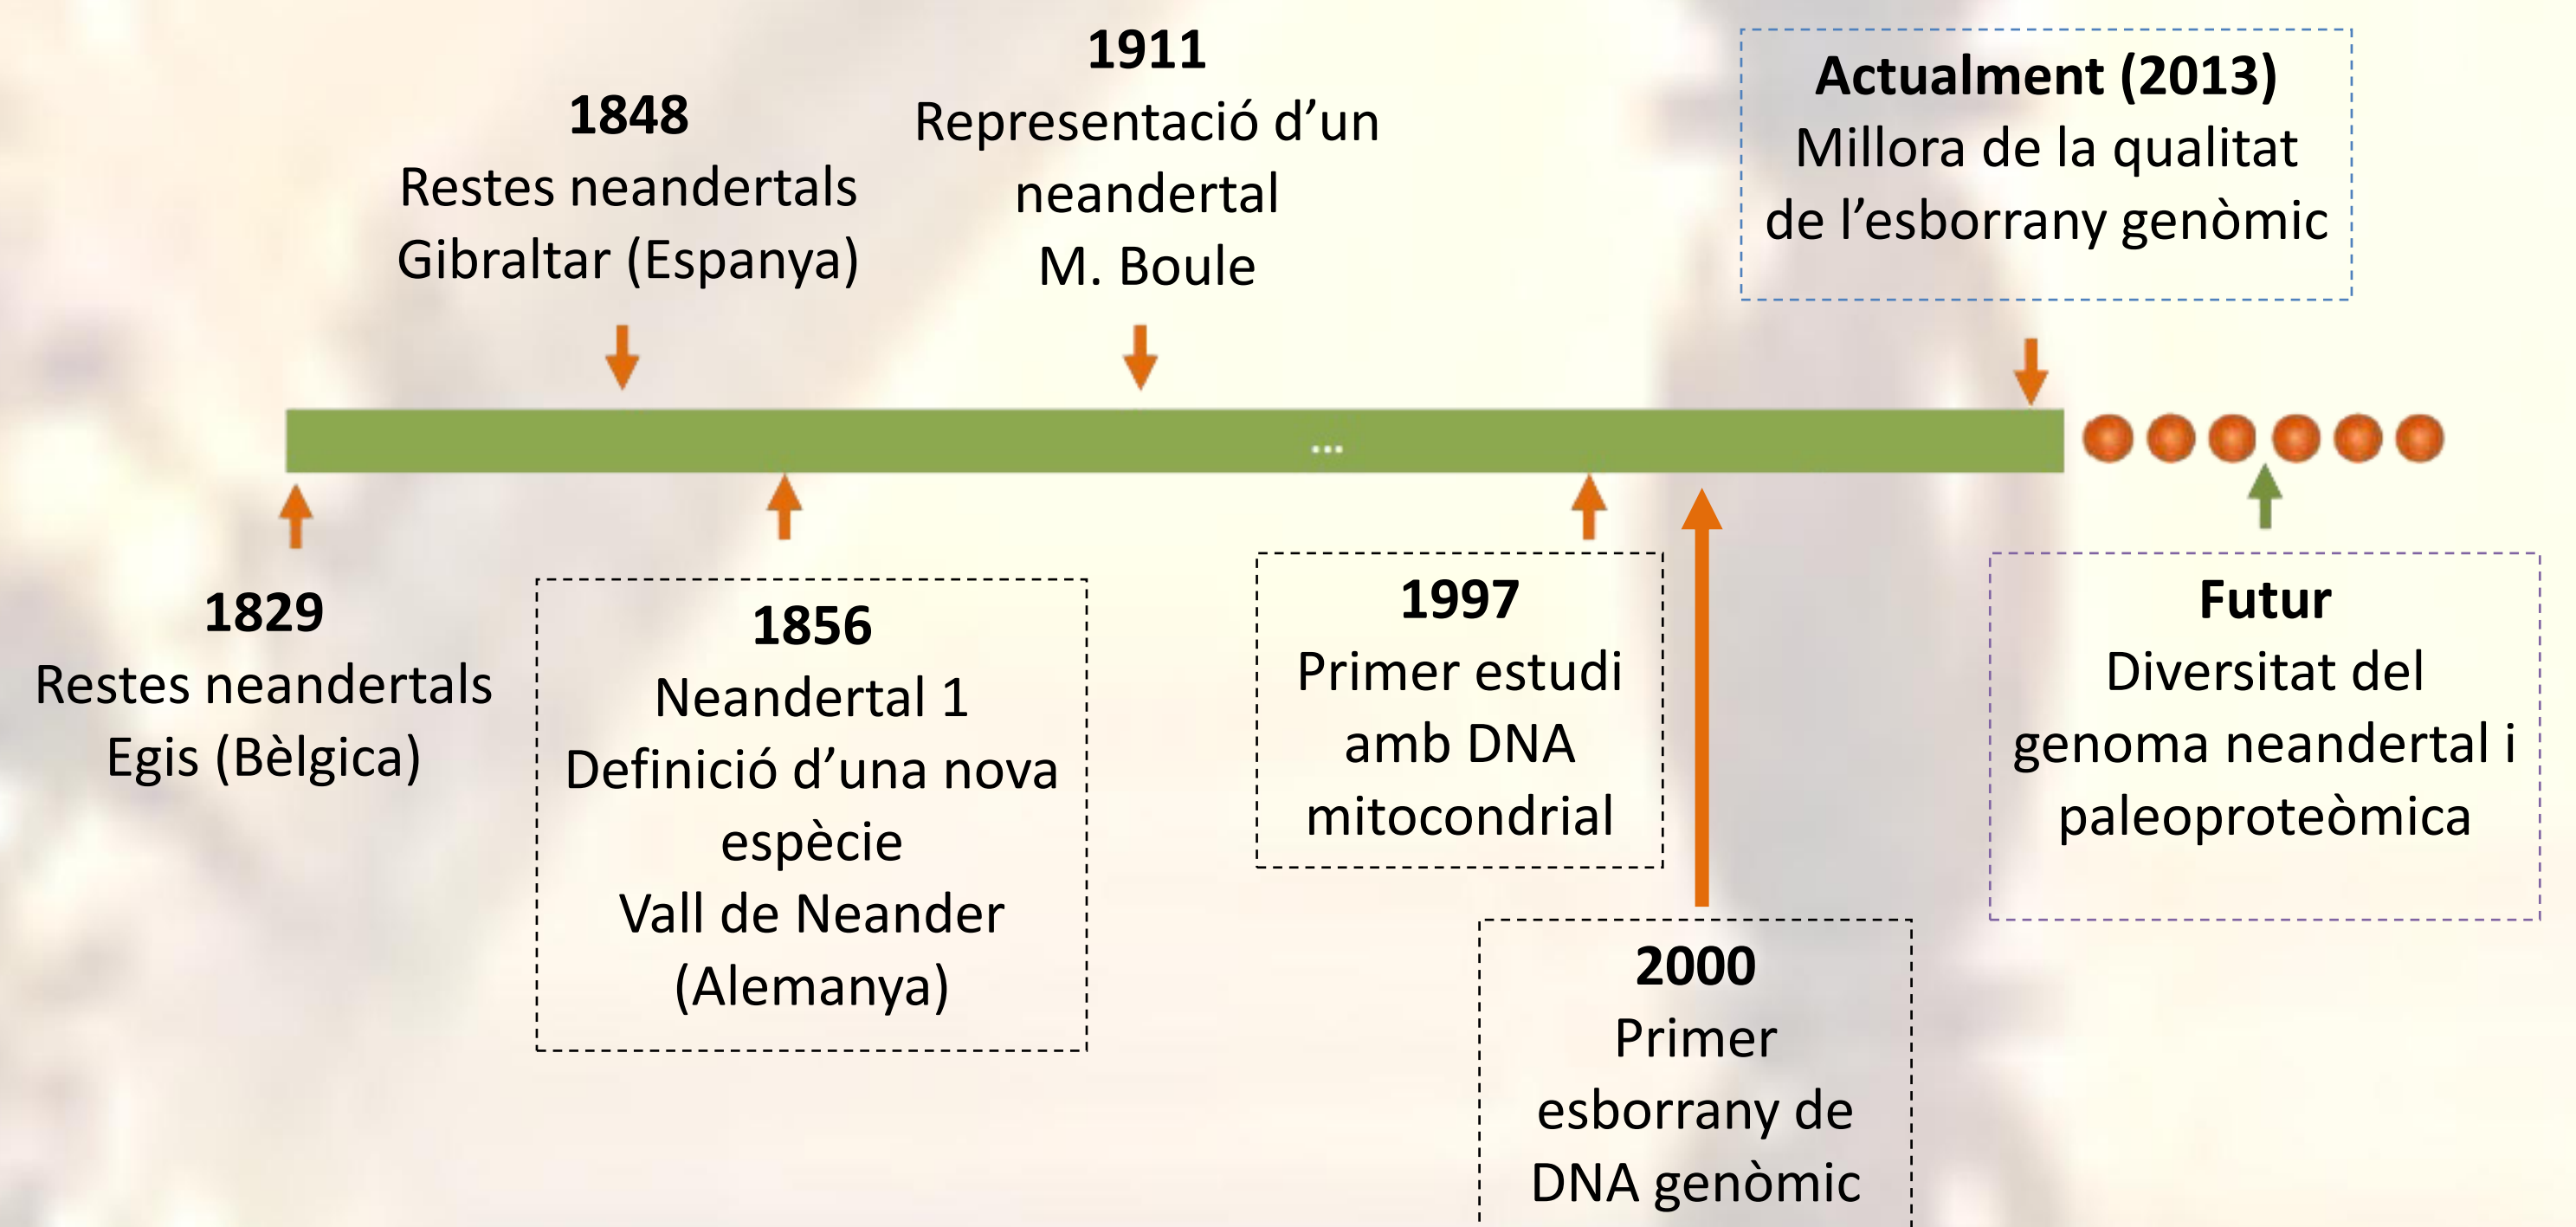 1911
Representació d’un
neandertal
M. Boule
1848
Restes neandertals
Gibraltar (Espanya)
Actualment (2013)
Millora de la qualitat
de l’esborrany genòmic
...
1829
Restes neandertals
Egis (Bèlgica)
1856
Neandertal 1
Definició d’una nova
espècie
Vall de Neander
(Alemanya)
1997
Primer estudi
amb DNA
mitocondrial
2000
Primer
esborrany de
DNA genòmic
Futur
Diversitat del
genoma neandertal i
paleoproteòmica